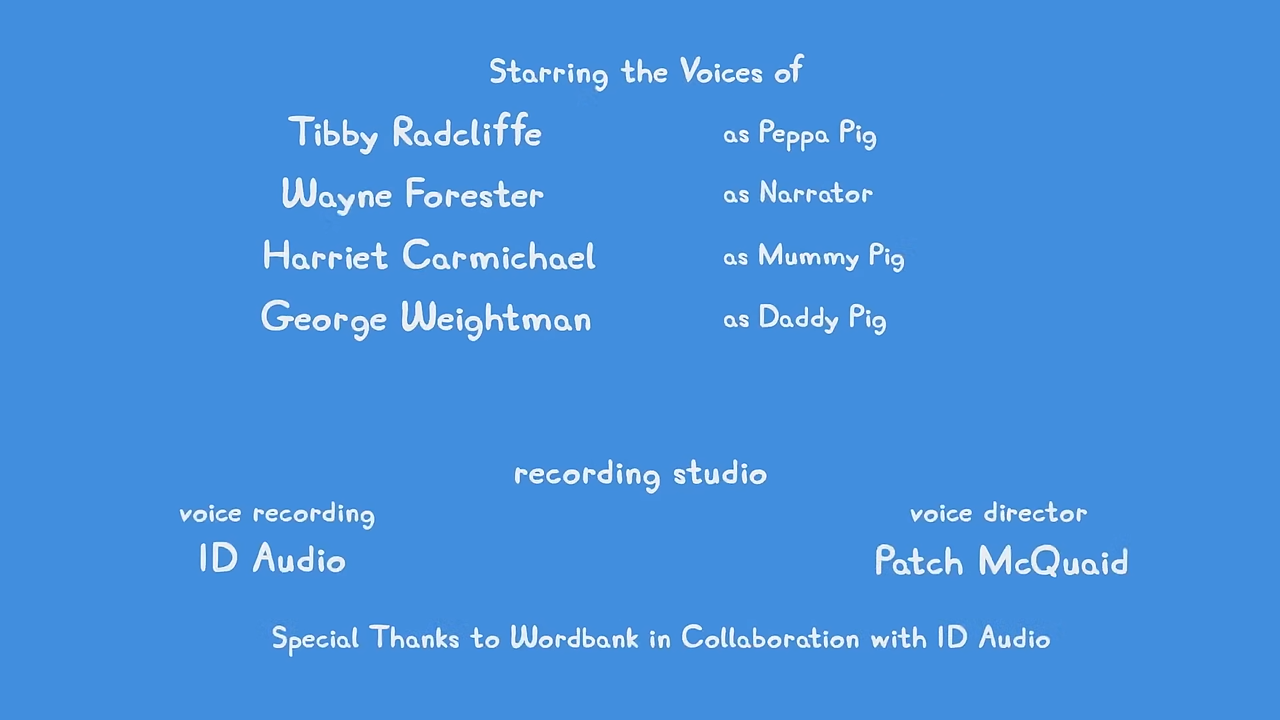 Starring the Voices of
Tibby Radcliffe as Peppa Pig
Wayne Forester as Narrator
Harriet Carmichael as Mummy Pig
George Weightman as Daddy Pig
recording studio
voice recording voice director
ID Audio Patch McQuaid
Special Thanks to Wordbank in Collaboration with ID Audio